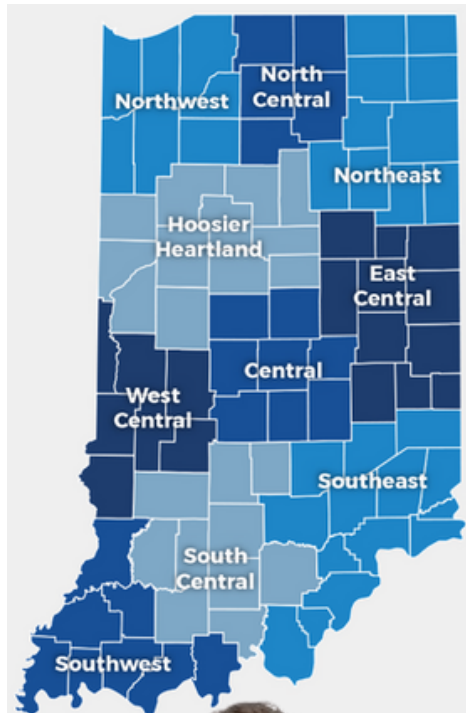 North
Central
Northwest
Northeast
Hoosier
Heartland
East
Central
Central
West
Central
Southeast
South
Central
Southwest